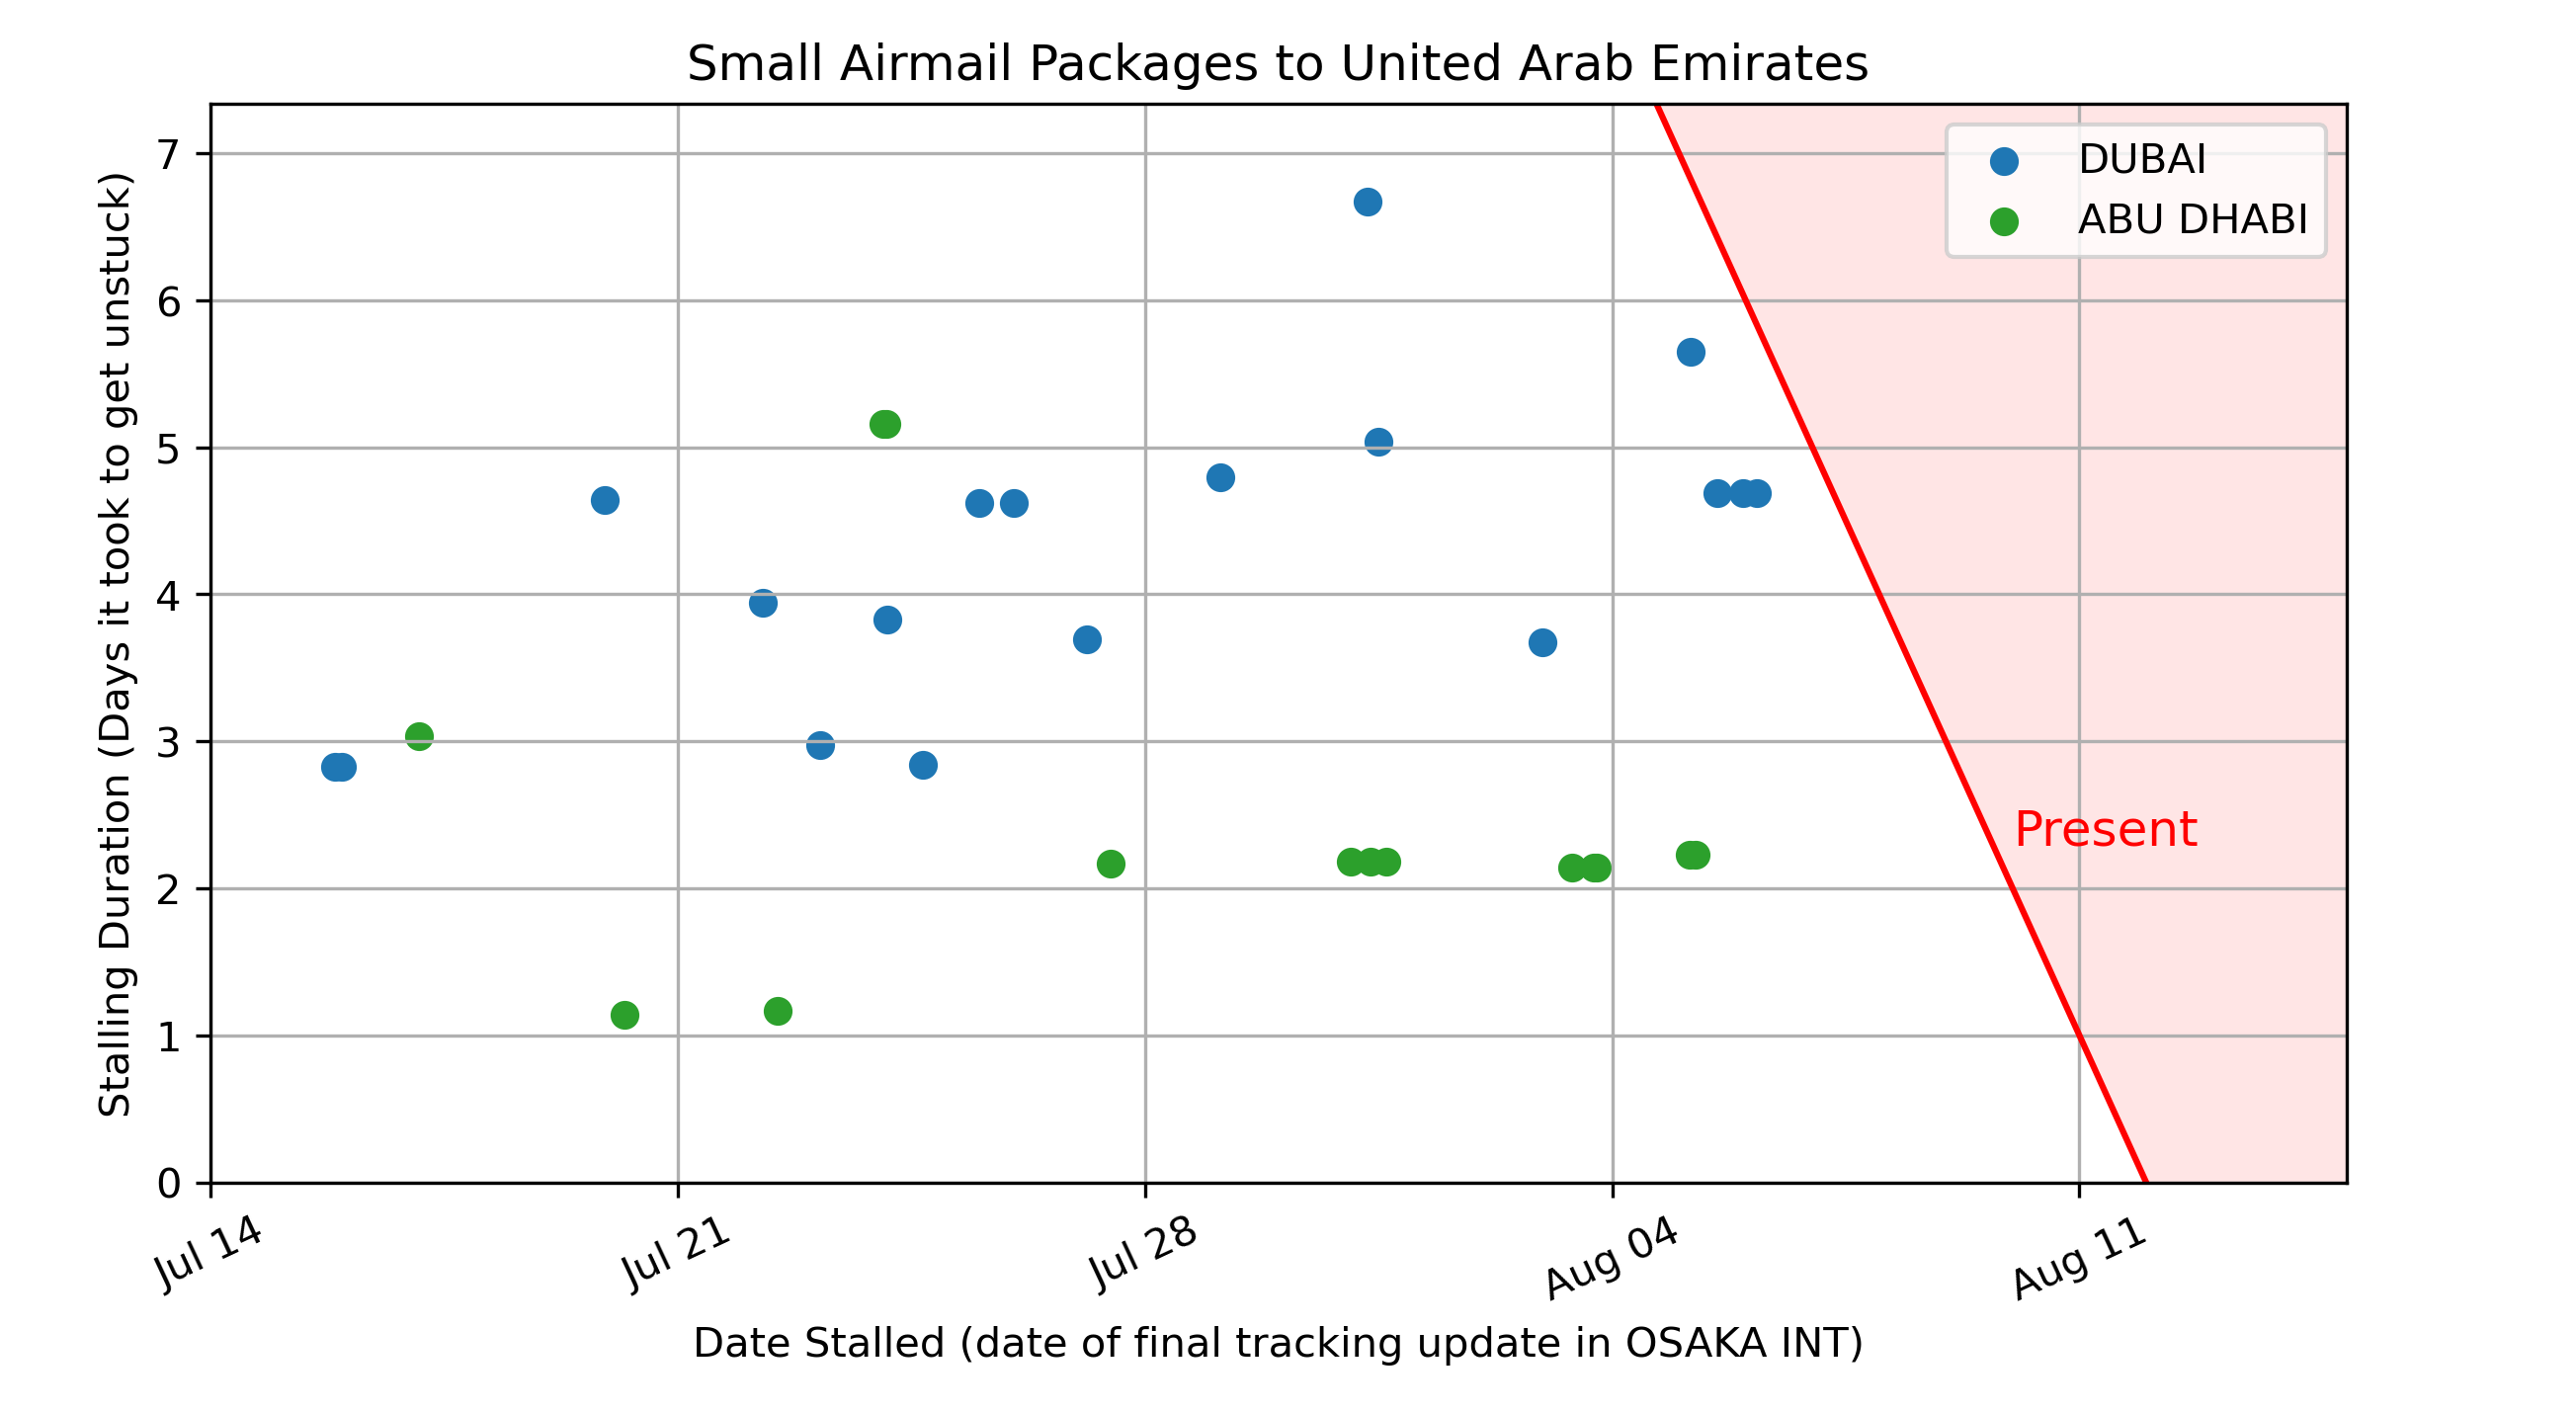 Small Airmail Packages to United Arab Emirates
Stalling Duration (Days it took to get unstuck)
7
6
5
4
3
2
1
0
DUBAI
ABU DHABI
Present
Jul 14
Jul 21
Jul 28
Aug 04
Aug 11
Date Stalled (date of final tracking update in OSAKA INT)